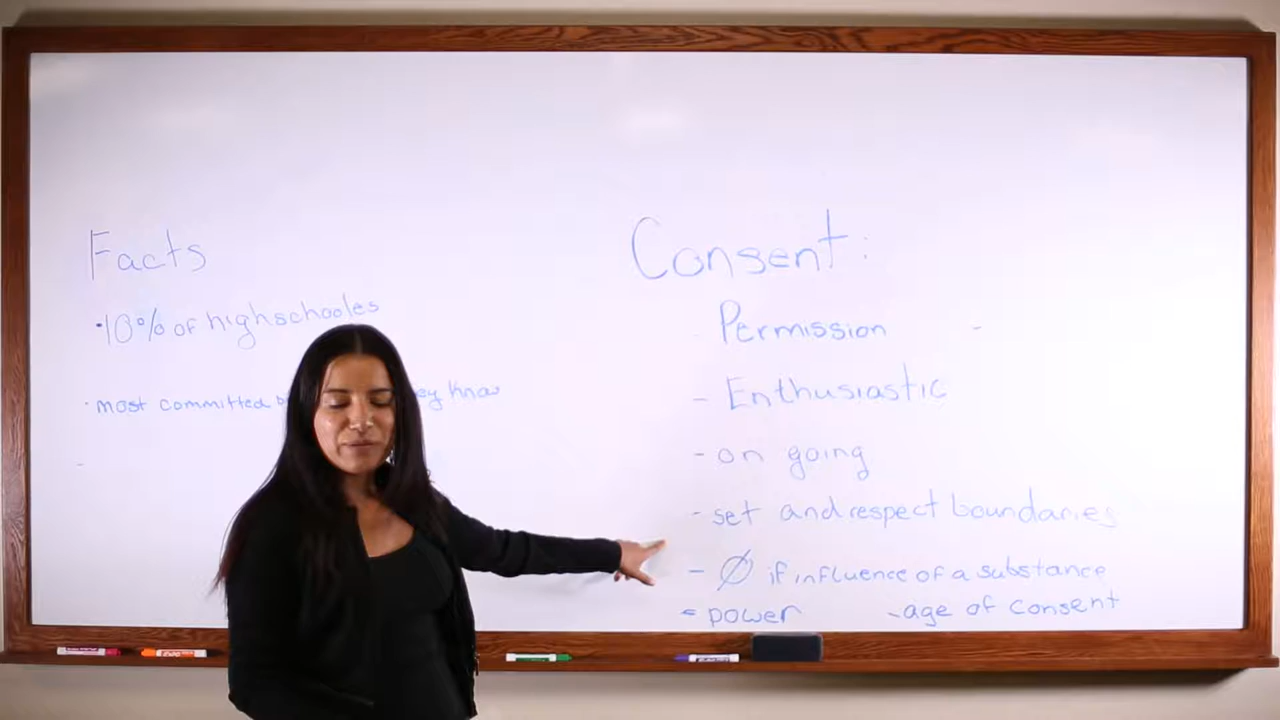 Facts
•10% of highschooles
•most committed b ey know
Consent:
- Permission -
- Enthusiastic
- on going
- set and respect boundaries
- Ø if influence of a substance
= power -age of consent